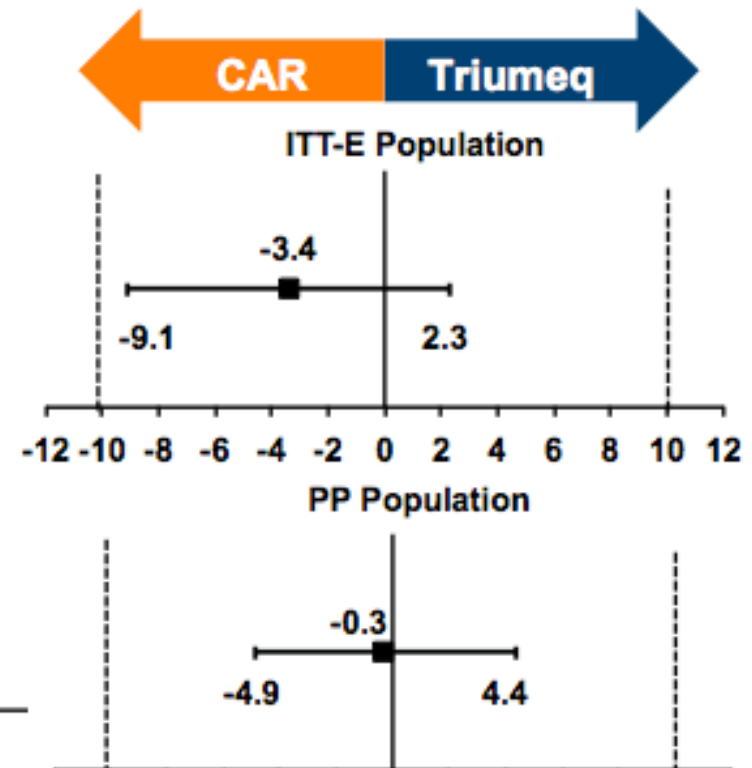 CAR Triumeq
ITT-E Population
-3.4
-9.1 2.3
-12 -10 -8 -6 -4 -2 0 2 4 6 8 10 12
PP Population
-0.3
-4.9 4.4